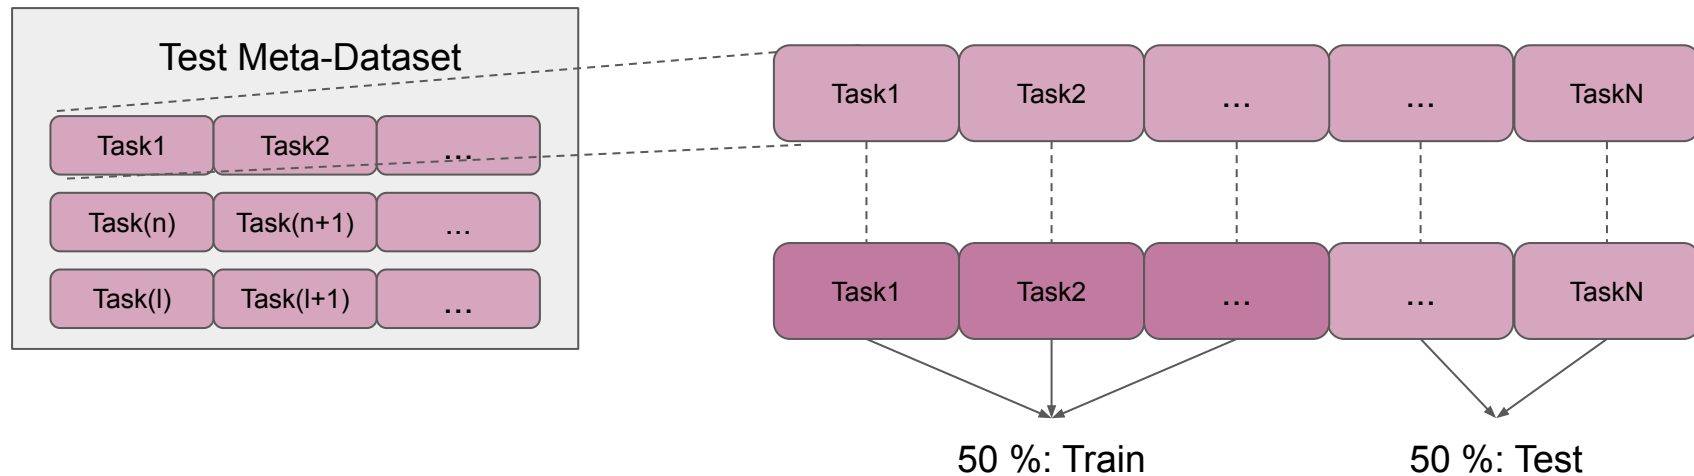 Test Meta-Dataset
Task1 Task2 ...
Task(n) Task(n+1) ...
Task(l) Task(l+1) ...
Task1 Task2 ... ... TaskN
Task1 Task2 ... ... TaskN
50 %: Train 50 %: Test